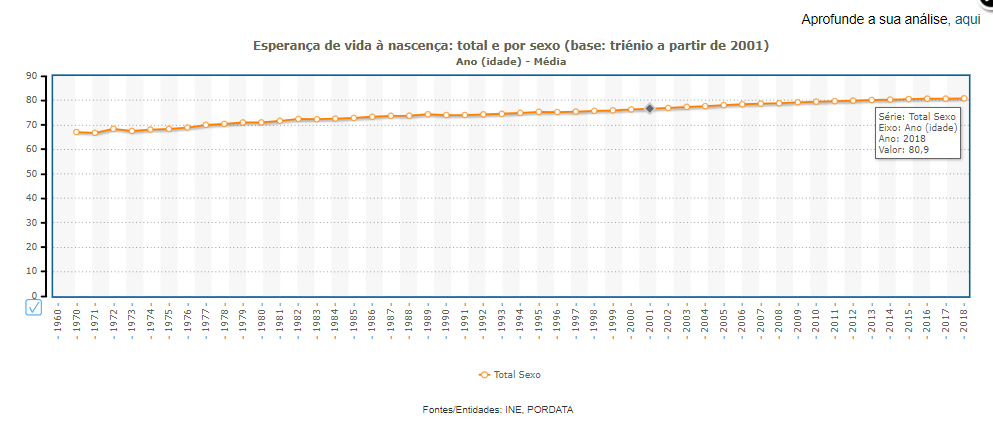 Aprofunde a sua análise, aqui
Esperança de vida à nascença: total e por sexo (base: triénio a partir de 2001)
Ano (idade) - Média
90
80
70
60
50
40
30
20
10
0
Série: Total Sexo
Eixo: Ano (idade)
Ano: 2018
Valor: 80,9
1960 1970 1971 1972 1973 1974 1975 1976 1977 1978 1979 1980 1981 1982 1983 1984 1985 1986 1987 1988 1989 1990 1991 1992 1993 1994 1995 1996 1997 1998 1999 2000 2001 2002 2003 2004 2005 2006 2007 2008 2009 2010 2011 2012 2013 2014 2015 2016 2017 2018
Total Sexo
Fontes/Entidades: INE, PORDATA